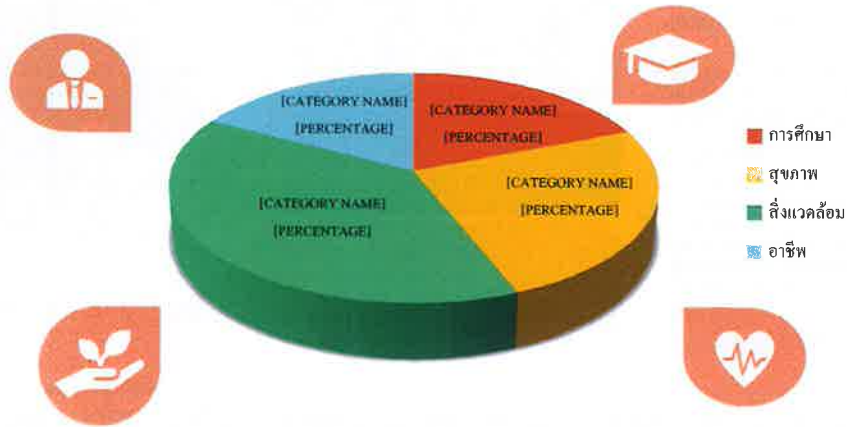 [CATEGORY NAME]
[PERCENTAGE]
[CATEGORY NAME]
[PERCENTAGE]
[CATEGORY NAME]
[PERCENTAGE]
[CATEGORY NAME]
[PERCENTAGE]
การศึกษา
สุขภาพ
สิ่งแวดล้อม
อาชีพ